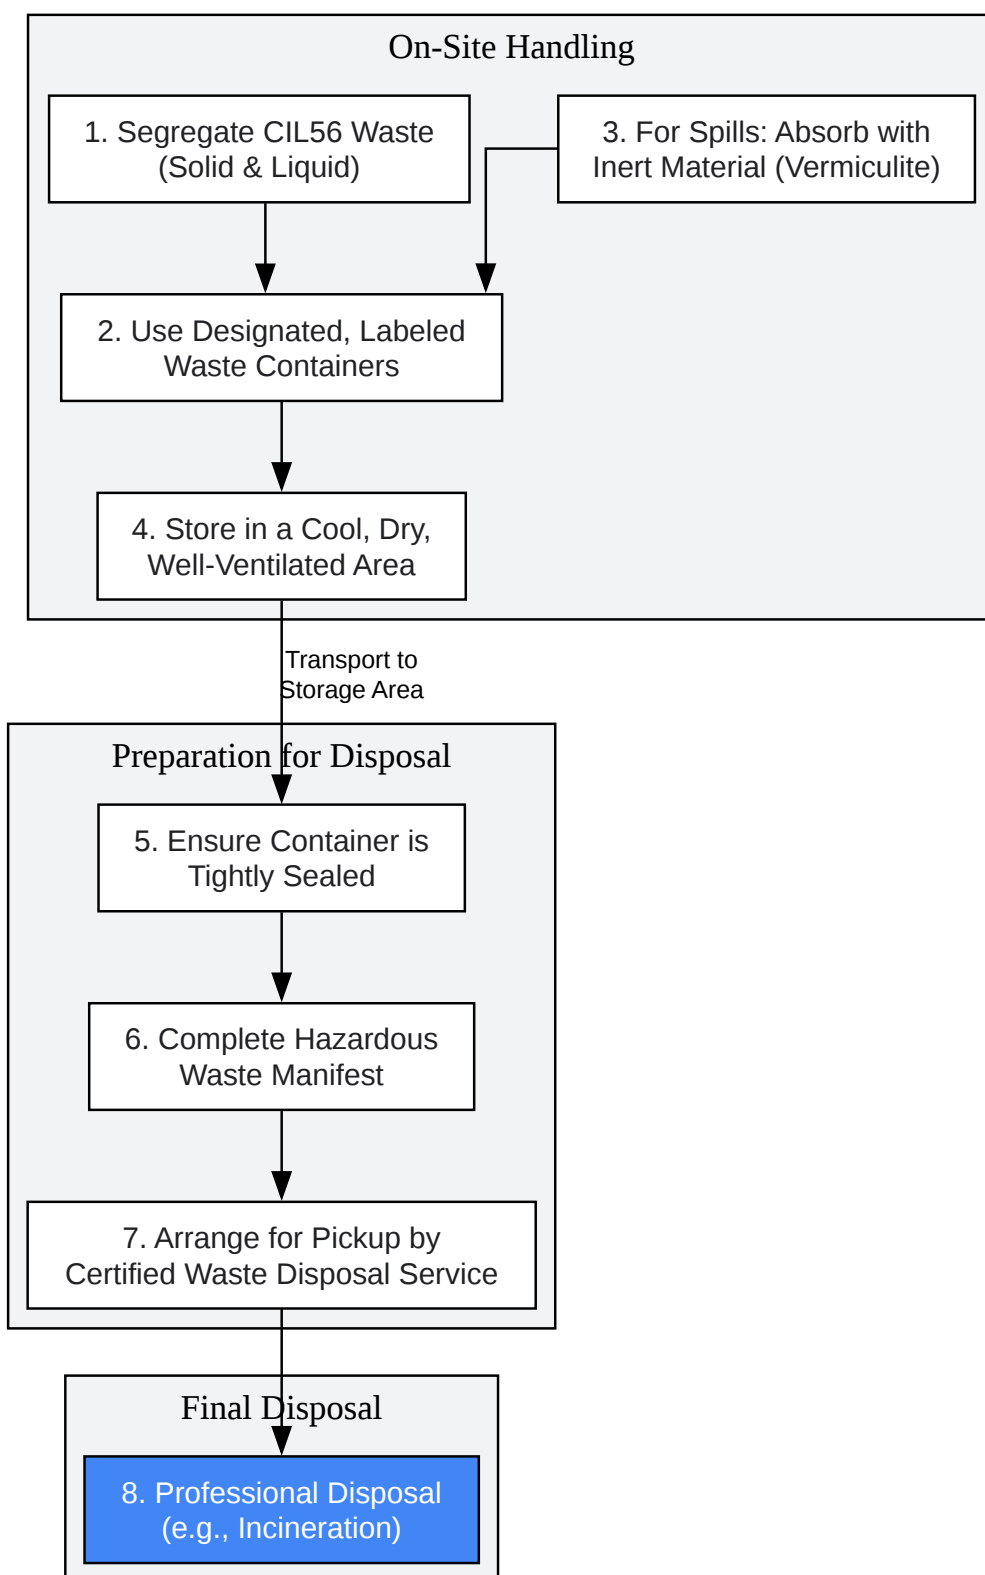 On-Site Handling
1. Segregate CIL56 Waste
(Solid & Liquid)
3. For Spills: Absorb with
Inert Material (Vermiculite)
2. Use Designated, Labeled
Waste Containers
4. Store in a Cool, Dry,
Well-Ventilated Area
Transport to
Storage Area
Preparation for Disposal
5. Ensure Container is
Tightly Sealed
6. Complete Hazardous
Waste Manifest
7. Arrange for Pickup by
Certified Waste Disposal Service
Final Disposal
8. Professional Disposal
(e.g., Incineration)